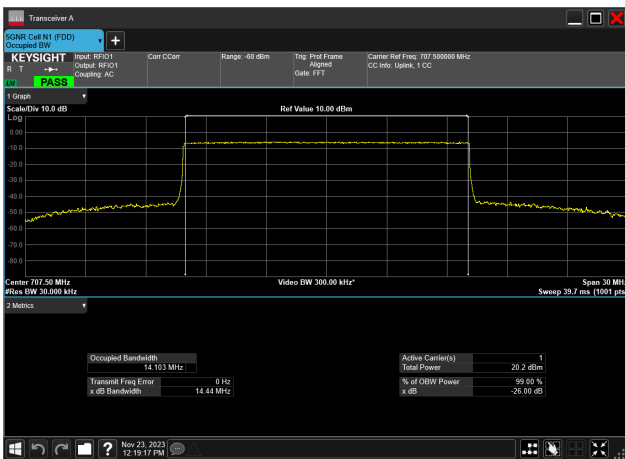 Transceiver A
5GNR Cell N1 (FDD)
Occupied BW
KEYSIGHT
R T
LV
PASS
Input: RFIO1
Output: RFIO1
Coupling: AC
Corr CCorr
Range: -60 dBm
Trig: Prot Frame
Aligned
Gate: FFT
Carrier Ref Freq: 707.500000 MHz
CC Info: Uplink, 1 CC
1 Graph
Scale/Div 10.0 dB
Ref Value 10.00 dBm
Log
0.00
-10.0
-20.0
-30.0
-40.0
-50.0
-60.0
-70.0
-80.0
Center 707.50 MHz
Video BW 300.00 kHz*
Span 30 MHz
#Res BW 30.000 kHz
Sweep 39.7 ms (1001 pts
2 Metrics
Occupied Bandwidth
14.103 MHz
Active Carrier(s) 1
Total Power 20.2 dBm
Transmit Freq Error 0 Hz
x dB Bandwidth 14.44 MHz
% of OBW Power 99.00 %
x dB -26.00 dB
?
Nov 23, 2023
12:19:17 PM